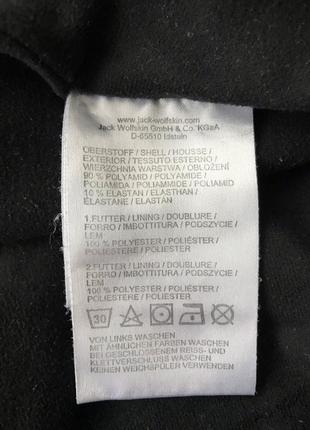 www.jack-wolfskin.com
Jack Wolfskin GmbH & Co. KGaA
D-65510 Idstein
OBERSTOFF / SHELL / HOUSSE /
EXTERIOR / TESSUTO ESTERNO /
WIERZCHNIA WARSTWA / OBLOŽENÍ
90 % POLYAMID / POLYAMIDE /
POLIAMIDA / POLIAMMIDE / POLIAMID
10 % ELASTAN / ELASTHAN /
ÉLASTANE / ELASTAN
1.FUTTER / LINING / DOUBLURE /
FORRO / IMBOTTITURA / PODSZYCIE /
LEM
100 % POLYESTER / POLIÉSTER /
POLIESTERE / POLIESTER
2.FUTTER / LINING / DOUBLURE /
FORRO / IMBOTTITURA / PODSZYCIE /
LEM
100 % POLYESTER / POLIÉSTER /
POLIESTERE / POLIESTER
30
VON LINKS WASCHEN
MIT ÄHNLICHEN FARBEN WASCHEN
BEI GESCHLOSSENEM REISS- UND
KLETTVERSCHLUSS WASCHEN
KEINEN WEICHSPÜLER VERWENDEN